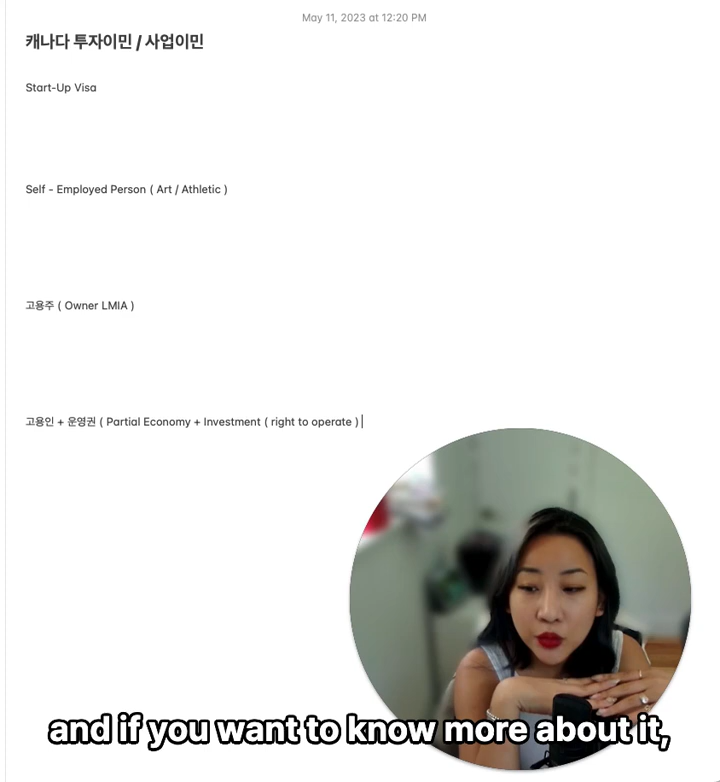 May 11, 2023 at 12:20 PM
캐나다 투자이민 / 사업이민
Start-Up Visa
Self - Employed Person ( Art / Athletic )
고용주 ( Owner LMIA )
고용인 + 운영권 ( Partial Economy + Investment ( right to operate )
and if you want to know more about it,